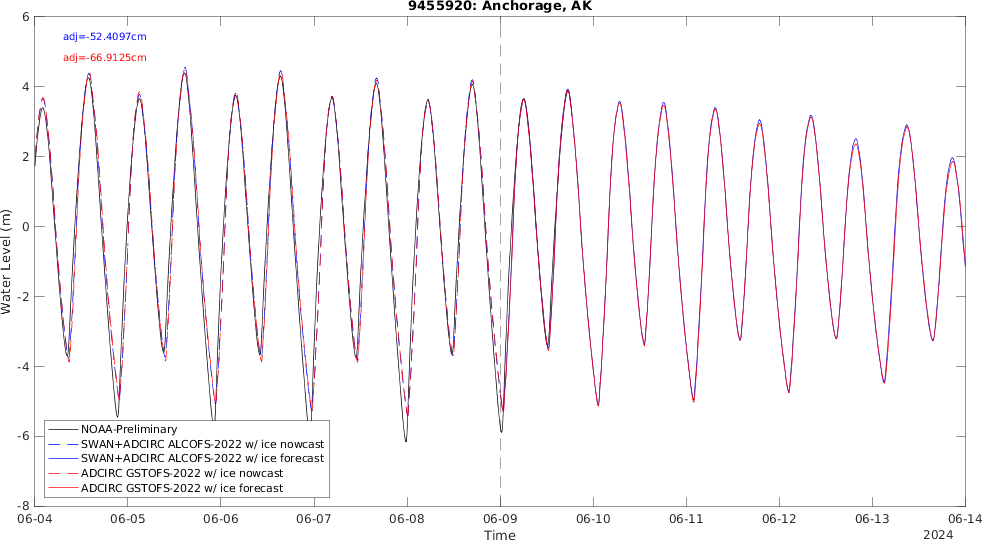 9455920: Anchorage, AK
adj=-52.4097cm
adj=-66.9125cm
6
4
2
0
-2
-4
-6
-8
Water Level (m)
NOAA-Preliminary
SWAN+ADCIRC ALCOFS-2022 w/ ice nowcast
SWAN+ADCIRC ALCOFS-2022 w/ ice forecast
ADCIRC GSTOFS-2022 w/ ice nowcast
ADCIRC GSTOFS-2022 w/ ice forecast
06-04 06-05 06-06 06-07 06-08 06-09 06-10 06-11 06-12 06-13 06-14
Time
2024